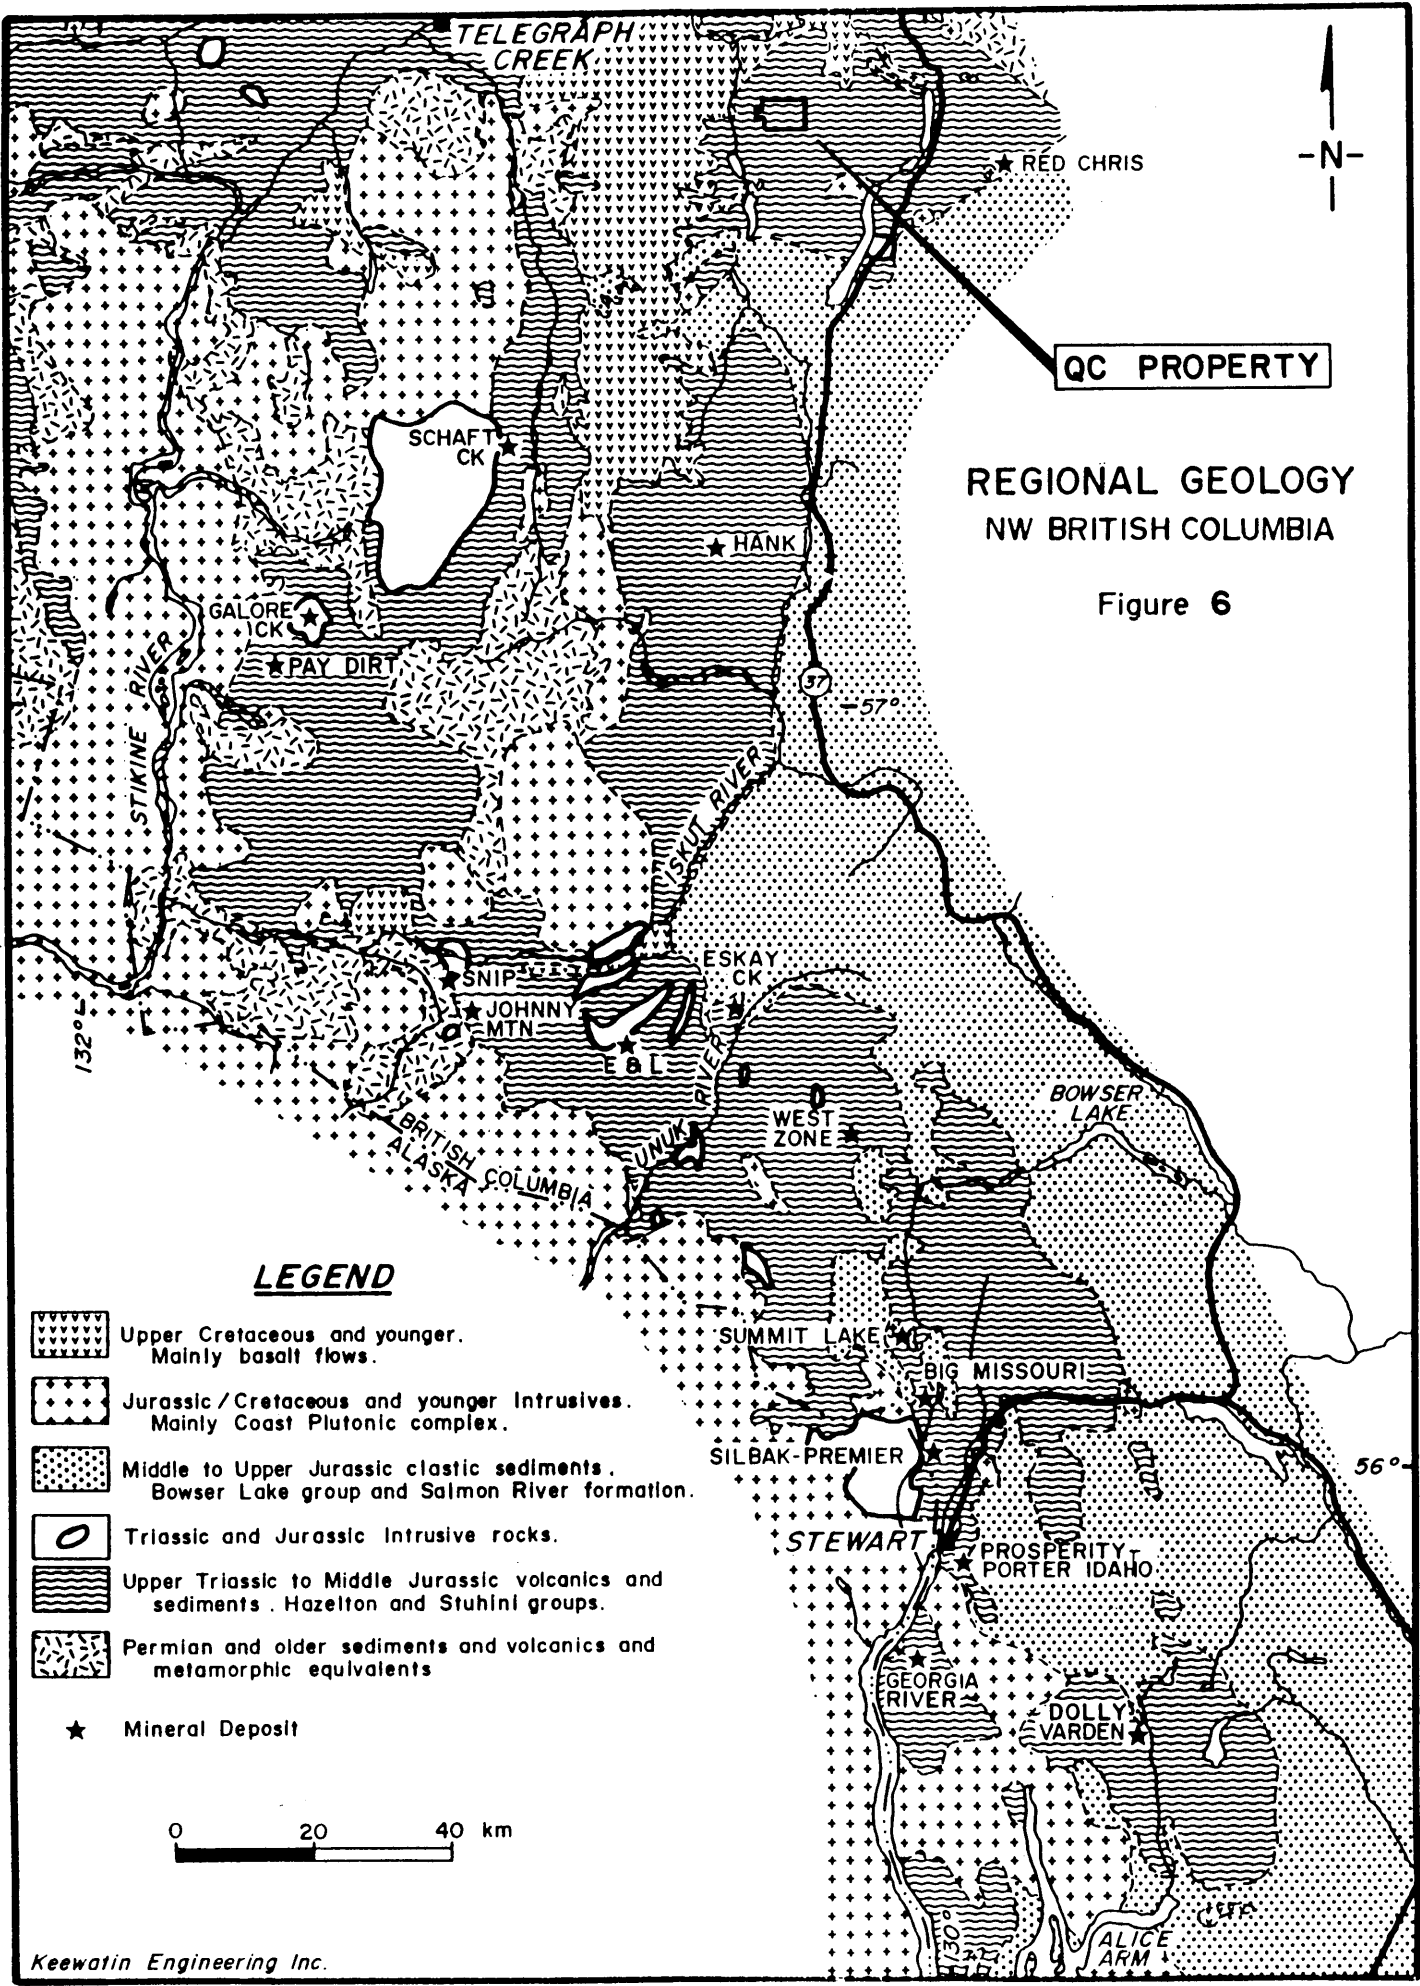 TELEGRAPH
CREEK
-N-
RED CHRIS
QC PROPERTY
SCHAFT
CK
REGIONAL GEOLOGY
NW BRITISH COLUMBIA
Figure 6
HANK
GALORE
CK
PAY DIRT
STIKINE RIVER
37
57°
ISKUT RIVER
ESKAY
CK
SNIP
JOHNNY
MTN
E & L
132°
UNUK RIVER
WEST
ZONE
BOWSER
LAKE
BRITISH COLUMBIA
ALASKA
LEGEND
Upper Cretaceous and younger.
Mainly basalt flows.
Jurassic/Cretaceous and younger Intrusives.
Mainly Coast Plutonic complex.
Middle to Upper Jurassic clastic sediments.
Bowser Lake group and Salmon River formation.
Triassic and Jurassic Intrusive rocks.
Upper Triassic to Middle Jurassic volcanics and
sediments. Hazelton and Stuhini groups.
Permian and older sediments and volcanics and
metamorphic equivalents
Mineral Deposit
SUMMIT LAKE
BIG MISSOURI
SILBAK-PREMIER
56°
STEWART
PROSPERITY-
PORTER IDAHO
GEORGIA
RIVER
DOLLY
VARDEN
0 20 40 km
130°
ALICE
ARM
Keewatin Engineering Inc.